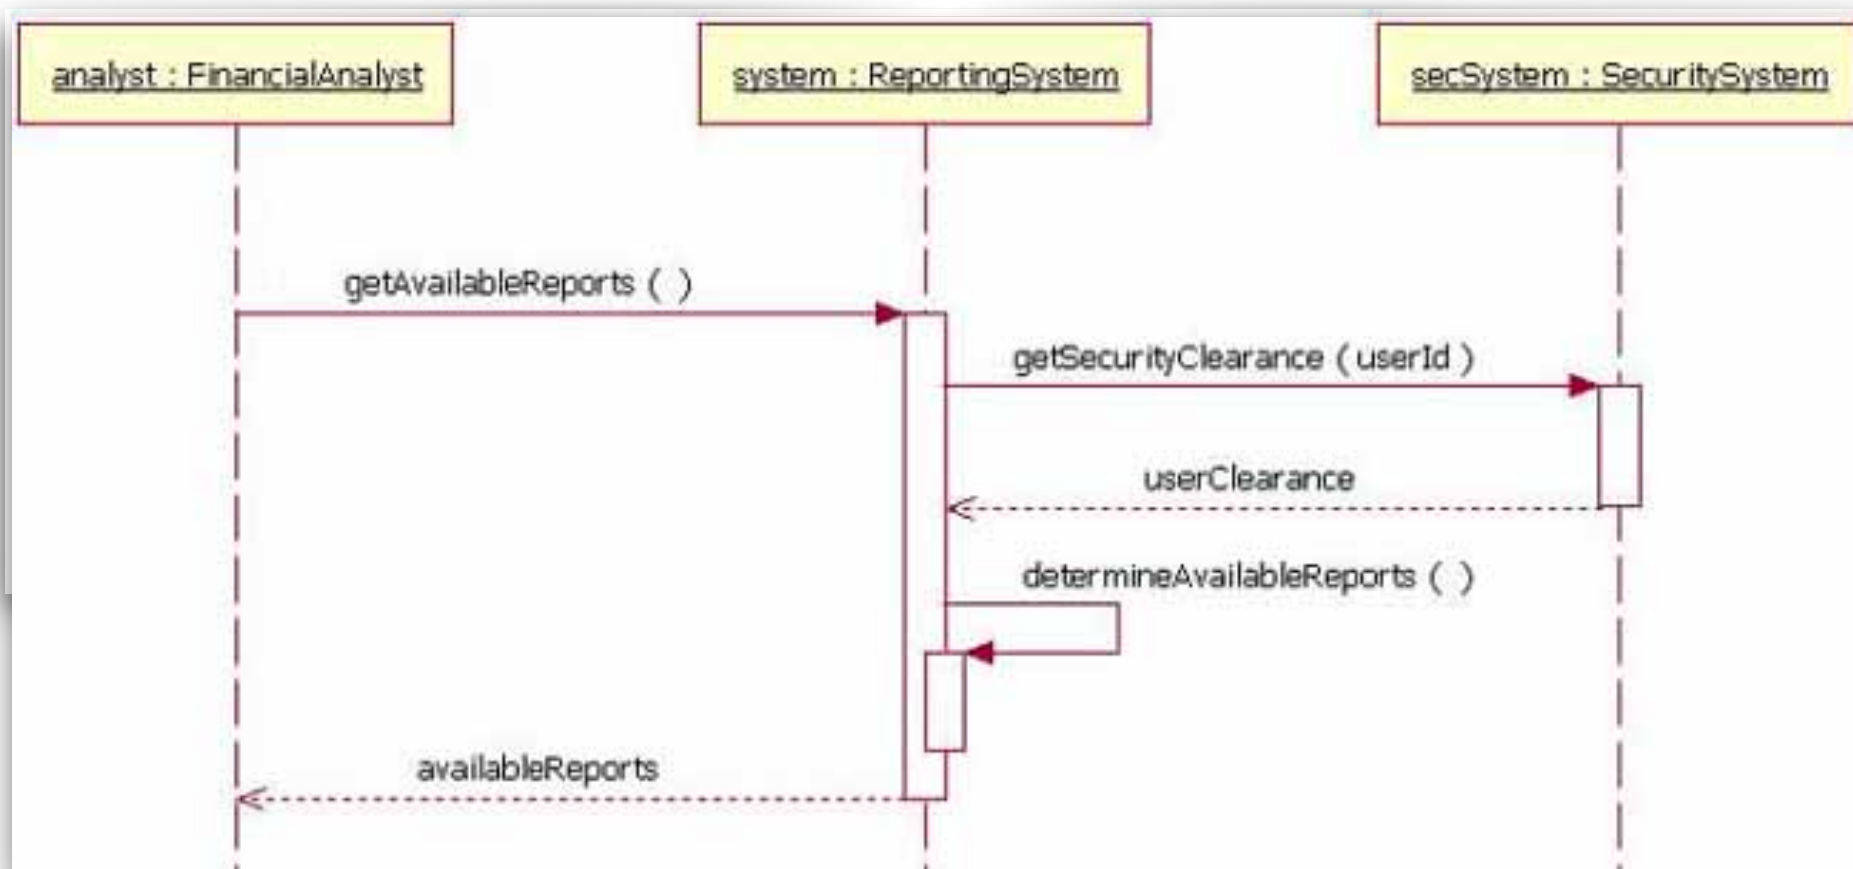 analyst : FinancialAnalyst
system : ReportingSystem
secSystem : SecuritySystem
getAvailableReports ( )
getSecurityClearance ( userId )
userClearance
determineAvailableReports ( )
availableReports